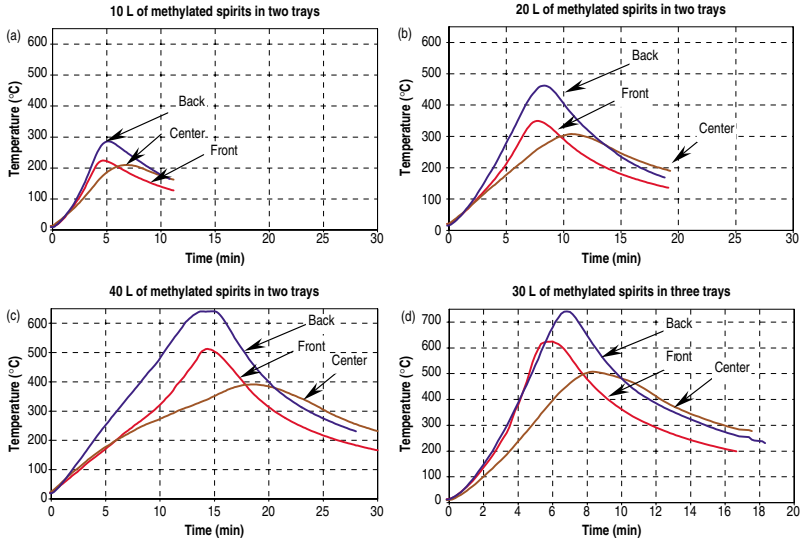 10 L of methylated spirits in two trays
(a)
Temperature (°C)
600
500
400
300
200
100
0
Back
Center
Front
0 5 10 15 20 25 30
Time (min)
20 L of methylated spirits in two trays
(b)
Temperature (°C)
600
500
400
300
200
100
0
Back
Front
Center
0 5 10 15 20 25 30
Time (min)
40 L of methylated spirits in two trays
(c)
Temperature (°C)
600
500
400
300
200
100
0
Back
Front
Center
0 5 10 15 20 25 30
Time (min)
30 L of methylated spirits in three trays
(d)
Temperature (°C)
700
600
500
400
300
200
100
0
Back
Front
Center
0 2 4 6 8 10 12 14 16 18 20
Time (min)